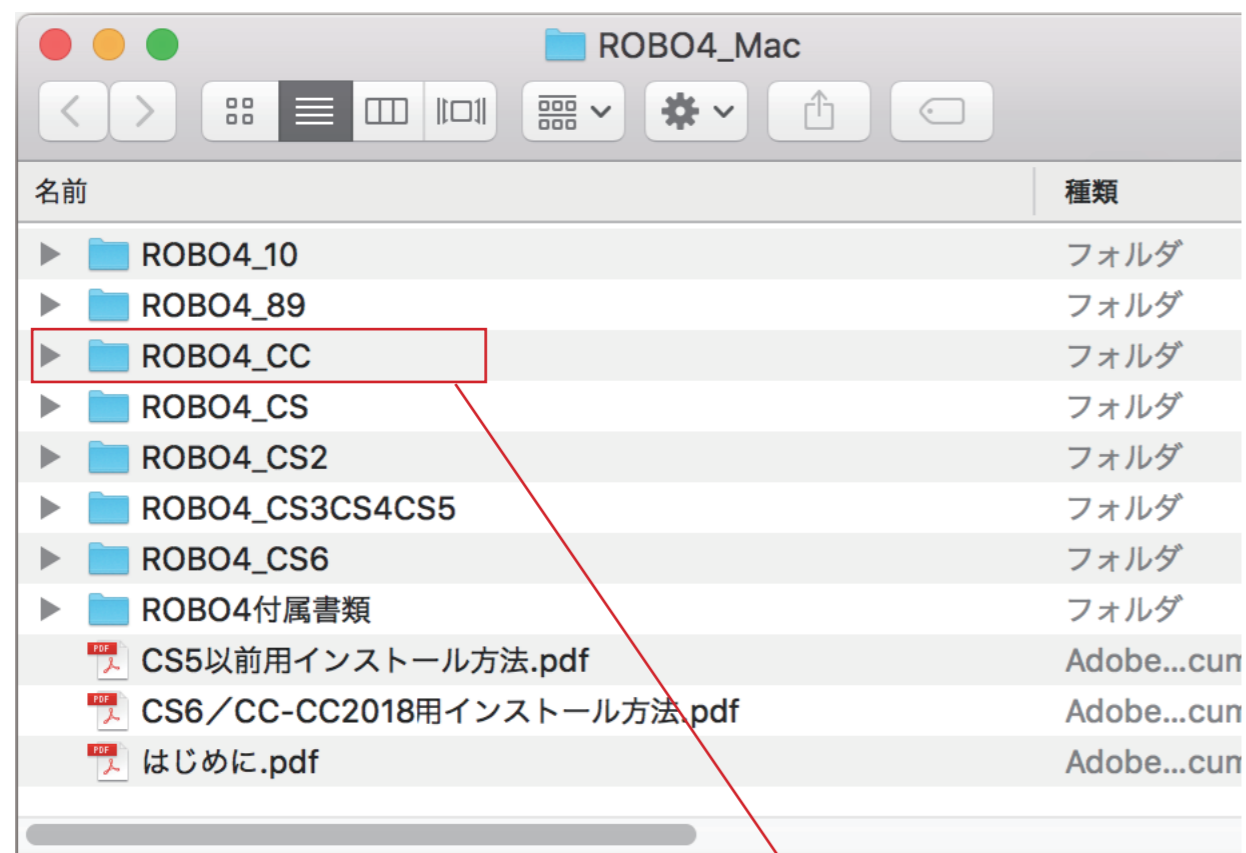 ROBO4_Mac
名前 種類
ROBO4_10 フォルダ
ROBO4_89 フォルダ
ROBO4_CC フォルダ
ROBO4_CS フォルダ
ROBO4_CS2 フォルダ
ROBO4_CS3CS4CS5 フォルダ
ROBO4_CS6 フォルダ
ROBO4付属書類 フォルダ
PDF CS5以前用インストール方法.pdf Adobe...cum
PDF CS6／CC-CC2018用インストール方法.pdf Adobe...cum
PDF はじめに.pdf Adobe...cum